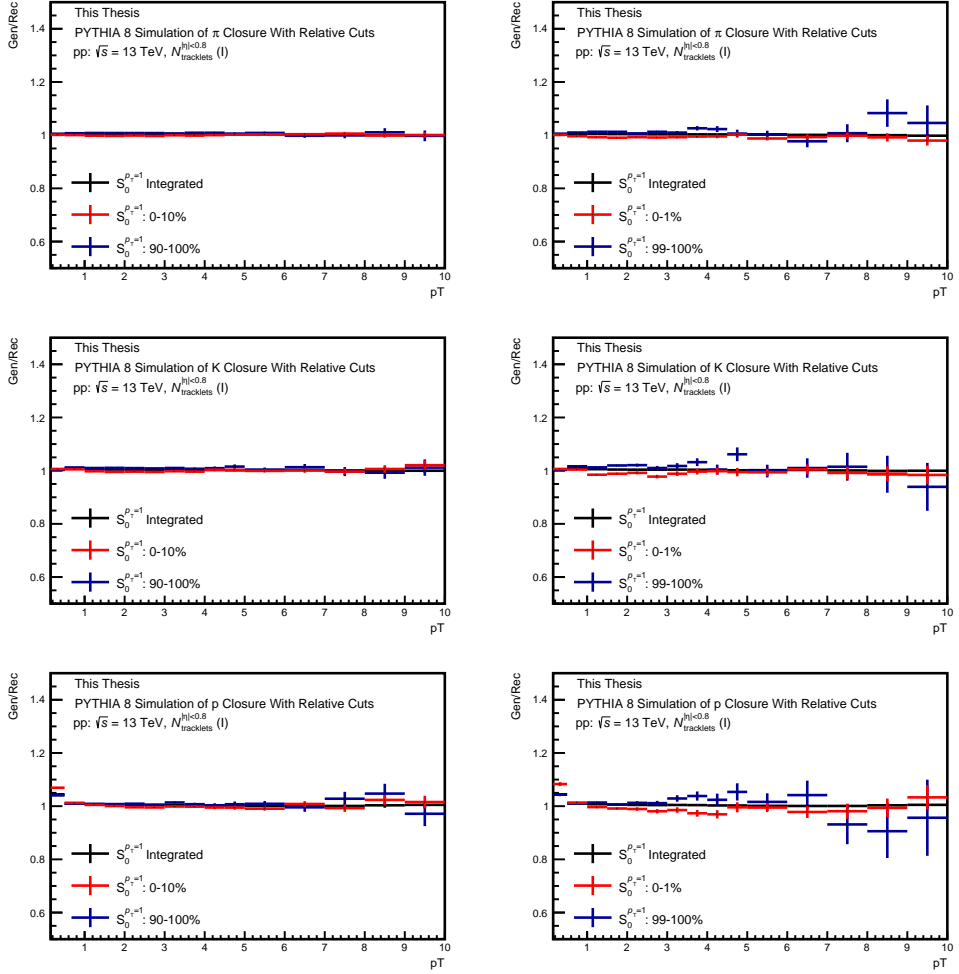 This Thesis
PYTHIA 8 Simulation of π Closure With Relative Cuts
pp: √s = 13 TeV, N_tracklets^|η|<0.8 (I)
Gen/Rec
1.4
1.2
1
0.8
0.6
S_0^{p_T=1} Integrated
S_0^{p_T=1}: 0-10%
S_0^{p_T=1}: 90-100%
1 2 3 4 5 6 7 8 9 10
pT
This Thesis
PYTHIA 8 Simulation of π Closure With Relative Cuts
pp: √s = 13 TeV, N_tracklets^|η|<0.8 (I)
Gen/Rec
1.4
1.2
1
0.8
0.6
S_0^{p_T=1} Integrated
S_0^{p_T=1}: 0-1%
S_0^{p_T=1}: 99-100%
1 2 3 4 5 6 7 8 9 10
pT
This Thesis
PYTHIA 8 Simulation of K Closure With Relative Cuts
pp: √s = 13 TeV, N_tracklets^|η|<0.8 (I)
Gen/Rec
1.4
1.2
1
0.8
0.6
S_0^{p_T=1} Integrated
S_0^{p_T=1}: 0-10%
S_0^{p_T=1}: 90-100%
1 2 3 4 5 6 7 8 9 10
pT
This Thesis
PYTHIA 8 Simulation of K Closure With Relative Cuts
pp: √s = 13 TeV, N_tracklets^|η|<0.8 (I)
Gen/Rec
1.4
1.2
1
0.8
0.6
S_0^{p_T=1} Integrated
S_0^{p_T=1}: 0-1%
S_0^{p_T=1}: 99-100%
1 2 3 4 5 6 7 8 9 10
pT
This Thesis
PYTHIA 8 Simulation of p Closure With Relative Cuts
pp: √s = 13 TeV, N_tracklets^|η|<0.8 (I)
Gen/Rec
1.4
1.2
1
0.8
0.6
S_0^{p_T=1} Integrated
S_0^{p_T=1}: 0-10%
S_0^{p_T=1}: 90-100%
1 2 3 4 5 6 7 8 9 10
pT
This Thesis
PYTHIA 8 Simulation of p Closure With Relative Cuts
pp: √s = 13 TeV, N_tracklets^|η|<0.8 (I)
Gen/Rec
1.4
1.2
1
0.8
0.6
S_0^{p_T=1} Integrated
S_0^{p_T=1}: 0-1%
S_0^{p_T=1}: 99-100%
1 2 3 4 5 6 7 8 9 10
pT